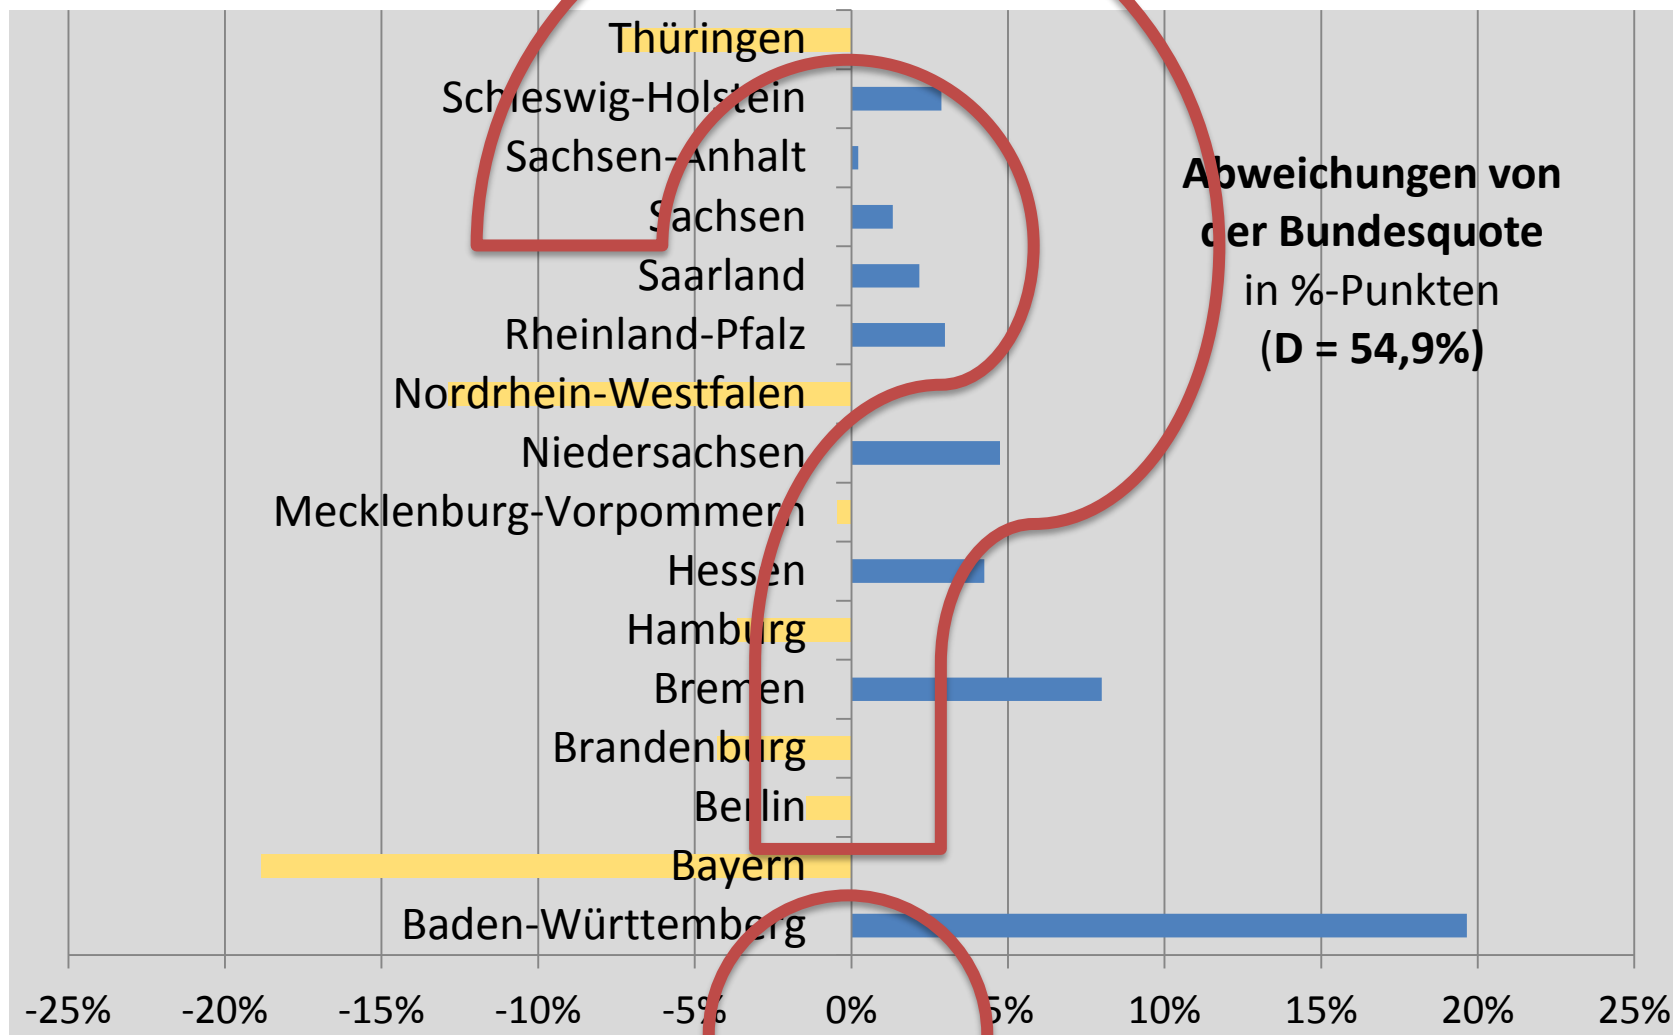 Thüringen
Schleswig-Holstein
Sachsen-Anhalt
Sachsen
Saarland
Rheinland-Pfalz
Nordrhein-Westfalen
Niedersachsen
Mecklenburg-Vorpommern
Hessen
Hamburg
Bremen
Brandenburg
Berlin
Bayern
Baden-Württemberg
Abweichungen von
der Bundesquote
in %-Punkten
(D = 54,9%)
-25% -20% -15% -10% -5% 0% 5% 10% 15% 20% 25%